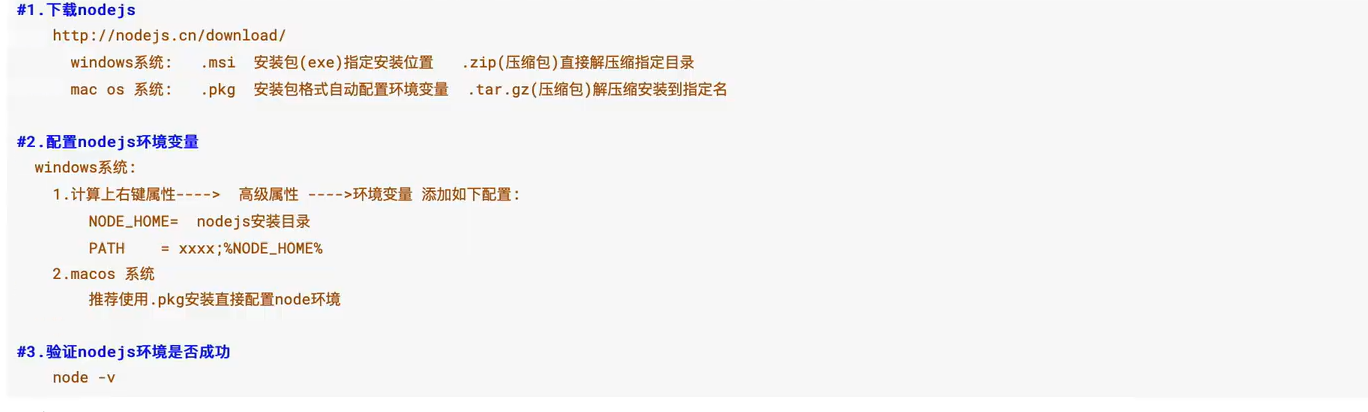 #1.下载nodejs
http://nodejs.cn/download/
windows系统: .msi 安装包(exe)指定安装位置 .zip(压缩包)直接解压缩指定目录
mac os 系统: .pkg 安装包格式自动配置环境变量 .tar.gz(压缩包)解压缩安装到指定名
#2.配置nodejs环境变量
windows系统:
1.计算上右键属性----> 高级属性 ---->环境变量 添加如下配置:
NODE_HOME= nodejs安装目录
PATH = xxxx;%NODE_HOME%
2.macos 系统
推荐使用.pkg安装直接配置node环境
#3.验证nodejs环境是否成功
node -v